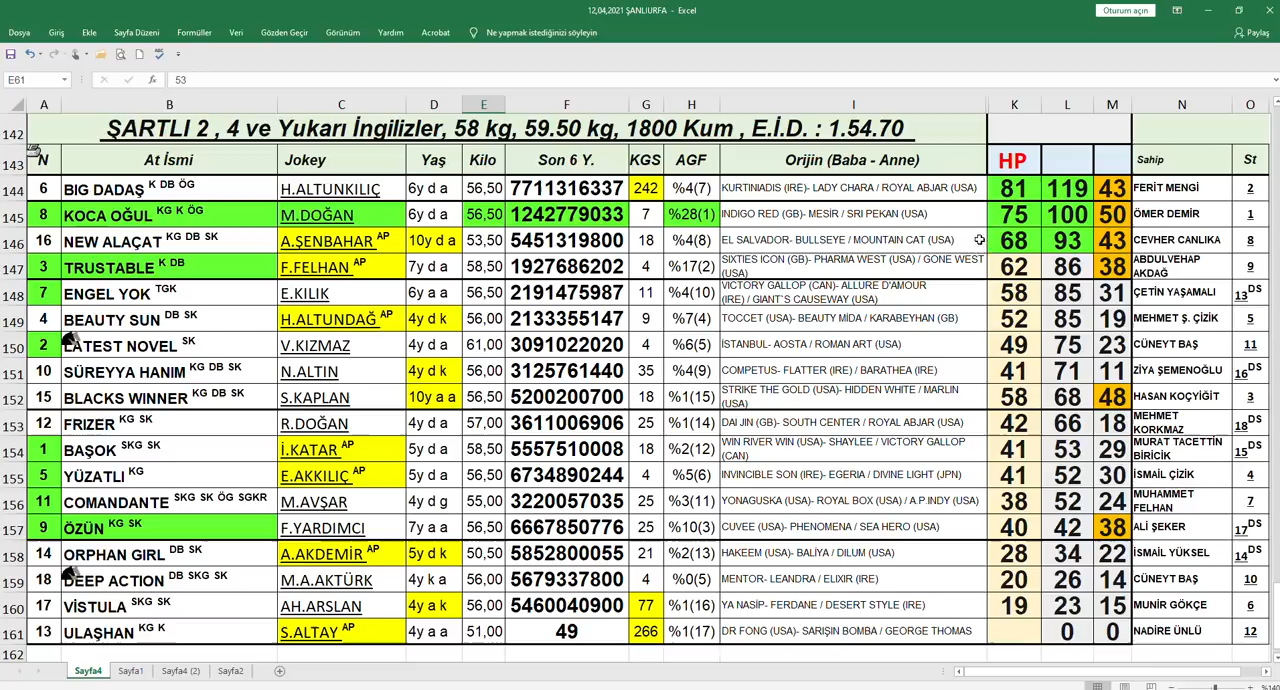 12,04,2021 ŞANLIURFA - Excel
Oturum açın
Dosya Giriş Ekle Sayfa Düzeni Formüller Veri Gözden Geçir Görünüm Yardım Acrobat Ne yapmak istediğinizi söyleyin Paylaş
E61 fx 53
A B C D E F G H I K L M N O
142 ŞARTLI 2 , 4 ve Yukarı İngilizler, 58 kg, 59.50 kg, 1800 Kum , E.İ.D. : 1.54.70
143 N At İsmi Jokey Yaş Kilo Son 6 Y. KGS AGF Orijin (Baba - Anne) HP Sahip St
144 6 BIG DADAŞ K DB ÖG H.ALTUNKILIÇ 6y d a 56,50 7711316337 242 %4(7) KURTINIADIS (IRE)- LADY CHARA / ROYAL ABJAR (USA) 81 119 43 FERİT MENGİ 2
145 8 KOCA OĞUL KG K ÖG M.DOĞAN 6y d a 56,50 1242779033 7 %28(1) INDIGO RED (GB)- MESİR / SRI PEKAN (USA) 75 100 50 ÖMER DEMİR 1
146 16 NEW ALAÇAT KG DB SK A.ŞENBAHAR AP 10y d a 53,50 5451319800 18 %4(8) EL SALVADOR- BULLSEYE / MOUNTAIN CAT (USA) 68 93 43 CEVHER CANLIKA 8
147 3 TRUSTABLE K DB F.FELHAN AP 7y d a 58,50 1927686202 4 %17(2) SIXTIES ICON (GB)- PHARMA WEST (USA) / GONE WEST (USA) 62 86 38 ABDULVEHAP AKDAĞ 9
148 7 ENGEL YOK TGK E.KILIK 6y a a 56,50 2191475987 11 %4(10) VICTORY GALLOP (CAN)- ALLURE D'AMOUR (IRE) / GIANT`S CAUSEWAY (USA) 58 85 31 ÇETİN YAŞAMALI 13DS
149 4 BEAUTY SUN DB SK H.ALTUNDAĞ AP 4y d k 56,00 2133355147 9 %7(4) TOCCET (USA)- BEAUTY MİDA / KARABEYHAN (GB) 52 85 19 MEHMET Ş. ÇİZİK 5
150 2 LATEST NOVEL SK V.KIZMAZ 4y d k 61,00 3091022020 4 %6(5) İSTANBUL- AOSTA / ROMAN ART (USA) 49 75 23 CÜNEYT BAŞ 11
151 10 SÜREYYA HANIM KG DB SK N.ALTIN 4y d k 56,00 3125761440 35 %4(9) COMPETUS- FLATTER (IRE) / BARATHEA (IRE) 41 71 11 ZİYA ŞEMENOĞLU 16DS
152 15 BLACKS WINNER KG DB SK S.KAPLAN 10y a a 56,50 5200200700 18 %1(15) STRIKE THE GOLD (USA)- HIDDEN WHITE / MARLIN (USA) 58 68 48 HASAN KOÇYİĞİT 3
153 12 FRIZER KG SK R.DOĞAN 4y d a 57,00 3611006906 25 %1(14) DAI JIN (GB)- SOUTH CENTER / ROYAL ABJAR (USA) 42 66 18 MEHMET KORKMAZ 18DS
154 1 BAŞOK SKG SK İ.KATAR AP 5y d a 58,50 5557510008 18 %2(12) WIN RIVER WIN (USA)- SHAYLEE / VICTORY GALLOP (CAN) 41 53 29 MURAT TACETTİN BİRİCİK 15DS
155 5 YÜZATLI KG E.AKKILIÇ AP 5y d a 56,50 6734890244 4 %5(6) INVINCIBLE SON (IRE)- EGERIA / DIVINE LIGHT (JPN) 41 52 30 İSMAİL ÇİZİK 4
156 11 COMANDANTE SKG SK ÖG SGKR M.AVŞAR 4y d g 55,00 3220057035 25 %3(11) YONAGUSKA (USA)- ROYAL BOX (USA) / A.P.INDY (USA) 38 52 24 MUHAMMET FELHAN 7
157 9 ÖZÜN KG SK F.YARDIMCI 7y a a 56,50 6667850776 25 %10(3) CUVEE (USA)- PHENOMENA / SEA HERO (USA) 40 42 38 ALİ ŞEKER 17DS
158 14 ORPHAN GIRL DB SK A.AKDEMİR AP 5y d k 50,50 5852800055 21 %2(13) HAKEEM (USA)- BALİYA / DILUM (USA) 28 34 22 İSMAİL YÜKSEL 14DS
159 18 DEEP ACTION DB SKG SK M.A.AKTÜRK 4y k a 56,00 5679337800 4 %0(5) MENTOR- LEANDRA / ELIXIR (IRE) 20 26 14 CÜNEYT BAŞ 10
160 17 VİSTULA SKG SK AH.ARSLAN 4y a k 56,00 5460040900 77 %1(16) YA NASİP- FERDANE / DESERT STYLE (IRE) 19 23 15 MUNİR GÖKÇE 6
161 13 ULAŞHAN KG K S.ALTAY AP 4y a a 51,00 49 266 %1(17) DR FONG (USA)- SARIŞIN BOMBA / GEORGE THOMAS 0 0 NADİRE ÜNLÜ 12
162
Sayfa4 Sayfa1 Sayfa4 (2) Sayfa2
%140